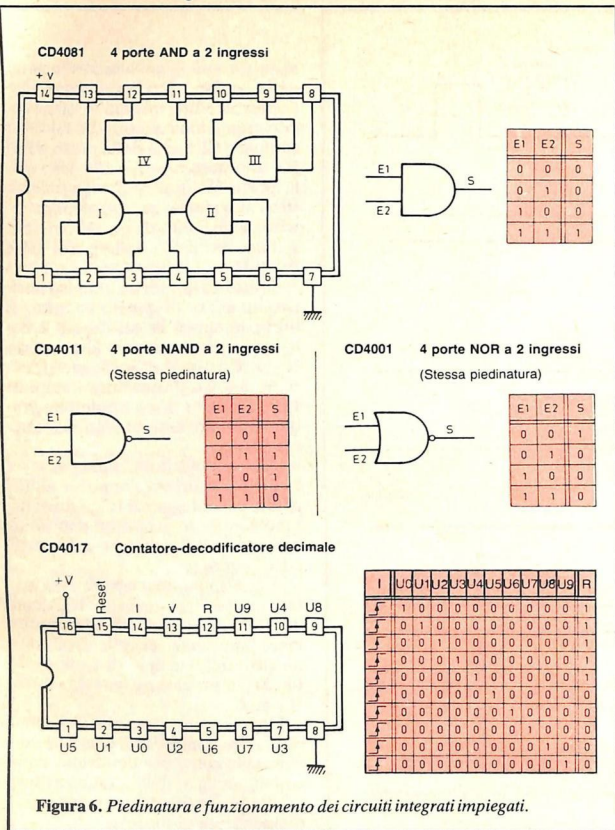 CD4081 4 porte AND a 2 ingressi
+ V
14 13 12 11 10 9 8
IV III
I II
1 2 3 4 5 6 7
E1
E2
S
E1 E2 S
0 0 0
0 1 0
1 0 0
1 1 1
CD4011 4 porte NAND a 2 ingressi
(Stessa piedinatura)
E1
E2
S
E1 E2 S
0 0 1
0 1 1
1 0 1
1 1 0
CD4001 4 porte NOR a 2 ingressi
(Stessa piedinatura)
E1
E2
S
E1 E2 S
0 0 1
0 1 0
1 0 0
1 1 0
CD4017 Contatore-decodificatore decimale
+V Reset I V R U9 U4 U8
16 15 14 13 12 11 10 9
1 2 3 4 5 6 7 8
U5 U1 U0 U2 U6 U7 U3
I U0 U1 U2 U3 U4 U5 U6 U7 U8 U9 R
1 0 0 0 0 0 0 0 0 0 1
0 1 0 0 0 0 0 0 0 0 1
0 0 1 0 0 0 0 0 0 0 1
0 0 0 1 0 0 0 0 0 0 1
0 0 0 0 1 0 0 0 0 0 1
0 0 0 0 0 1 0 0 0 0 0
0 0 0 0 0 0 1 0 0 0 0
0 0 0 0 0 0 0 1 0 0 0
0 0 0 0 0 0 0 0 1 0 0
0 0 0 0 0 0 0 0 0 1 0
Figura 6. Piedinatura e funzionamento dei circuiti integrati impiegati.